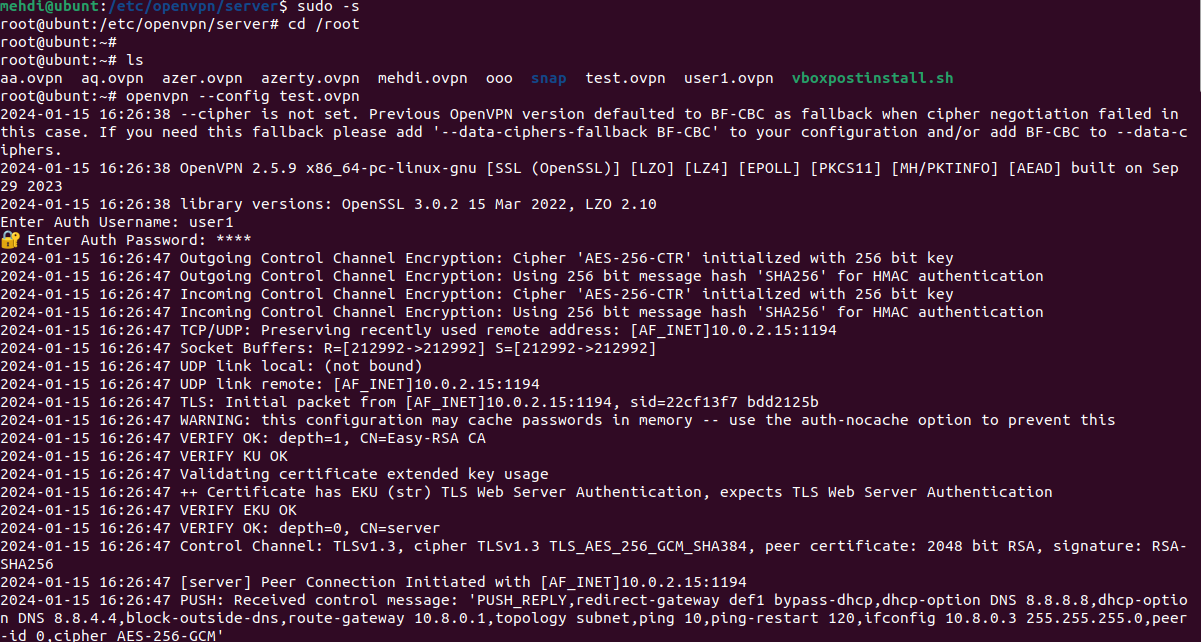 mehdi@ubunt:/etc/openvpn/server$ sudo -s
root@ubunt:/etc/openvpn/server# cd /root
root@ubunt:~#
root@ubunt:~# ls
aa.ovpn  aq.ovpn  azer.ovpn  azerty.ovpn  mehdi.ovpn  ooo  snap  test.ovpn  user1.ovpn  vboxpostinstall.sh
root@ubunt:~# openvpn --config test.ovpn
2024-01-15 16:26:38 --cipher is not set. Previous OpenVPN version defaulted to BF-CBC as fallback when cipher negotiation failed in
this case. If you need this fallback please add '--data-ciphers-fallback BF-CBC' to your configuration and/or add BF-CBC to --data-c
iphers.
2024-01-15 16:26:38 OpenVPN 2.5.9 x86_64-pc-linux-gnu [SSL (OpenSSL)] [LZO] [LZ4] [EPOLL] [PKCS11] [MH/PKTINFO] [AEAD] built on Sep
29 2023
2024-01-15 16:26:38 library versions: OpenSSL 3.0.2 15 Mar 2022, LZO 2.10
Enter Auth Username: user1
🔐 Enter Auth Password: ****
2024-01-15 16:26:47 Outgoing Control Channel Encryption: Cipher 'AES-256-CTR' initialized with 256 bit key
2024-01-15 16:26:47 Outgoing Control Channel Encryption: Using 256 bit message hash 'SHA256' for HMAC authentication
2024-01-15 16:26:47 Incoming Control Channel Encryption: Cipher 'AES-256-CTR' initialized with 256 bit key
2024-01-15 16:26:47 Incoming Control Channel Encryption: Using 256 bit message hash 'SHA256' for HMAC authentication
2024-01-15 16:26:47 TCP/UDP: Preserving recently used remote address: [AF_INET]10.0.2.15:1194
2024-01-15 16:26:47 Socket Buffers: R=[212992->212992] S=[212992->212992]
2024-01-15 16:26:47 UDP link local: (not bound)
2024-01-15 16:26:47 UDP link remote: [AF_INET]10.0.2.15:1194
2024-01-15 16:26:47 TLS: Initial packet from [AF_INET]10.0.2.15:1194, sid=22cf13f7 bdd2125b
2024-01-15 16:26:47 WARNING: this configuration may cache passwords in memory -- use the auth-nocache option to prevent this
2024-01-15 16:26:47 VERIFY OK: depth=1, CN=Easy-RSA CA
2024-01-15 16:26:47 VERIFY KU OK
2024-01-15 16:26:47 Validating certificate extended key usage
2024-01-15 16:26:47 ++ Certificate has EKU (str) TLS Web Server Authentication, expects TLS Web Server Authentication
2024-01-15 16:26:47 VERIFY EKU OK
2024-01-15 16:26:47 VERIFY OK: depth=0, CN=server
2024-01-15 16:26:47 Control Channel: TLSv1.3, cipher TLSv1.3 TLS_AES_256_GCM_SHA384, peer certificate: 2048 bit RSA, signature: RSA-
SHA256
2024-01-15 16:26:47 [server] Peer Connection Initiated with [AF_INET]10.0.2.15:1194
2024-01-15 16:26:47 PUSH: Received control message: 'PUSH_REPLY,redirect-gateway def1 bypass-dhcp,dhcp-option DNS 8.8.8.8,dhcp-optio
n DNS 8.8.4.4,block-outside-dns,route-gateway 10.8.0.1,topology subnet,ping 10,ping-restart 120,ifconfig 10.8.0.3 255.255.255.0,peer
-id 0,cipher AES-256-GCM'